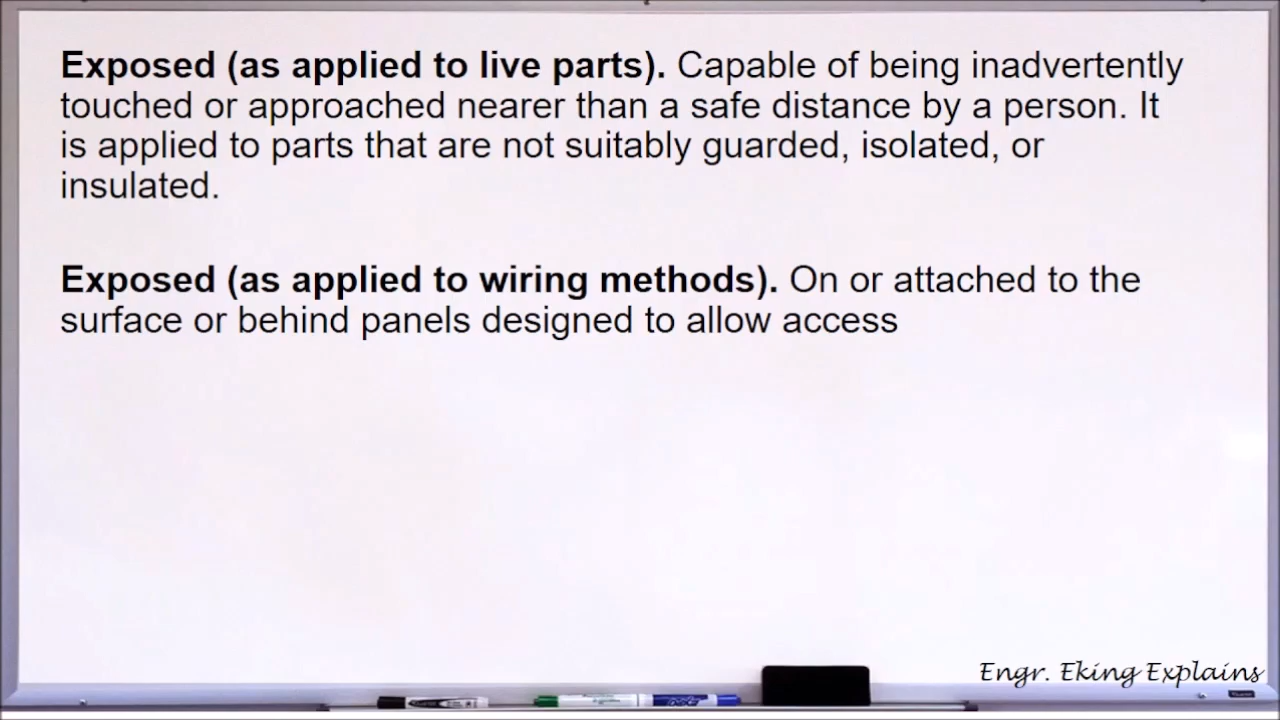 Exposed (as applied to live parts). Capable of being inadvertently
touched or approached nearer than a safe distance by a person. It
is applied to parts that are not suitably guarded, isolated, or
insulated.
Exposed (as applied to wiring methods). On or attached to the
surface or behind panels designed to allow access
Engr. Eking Explains